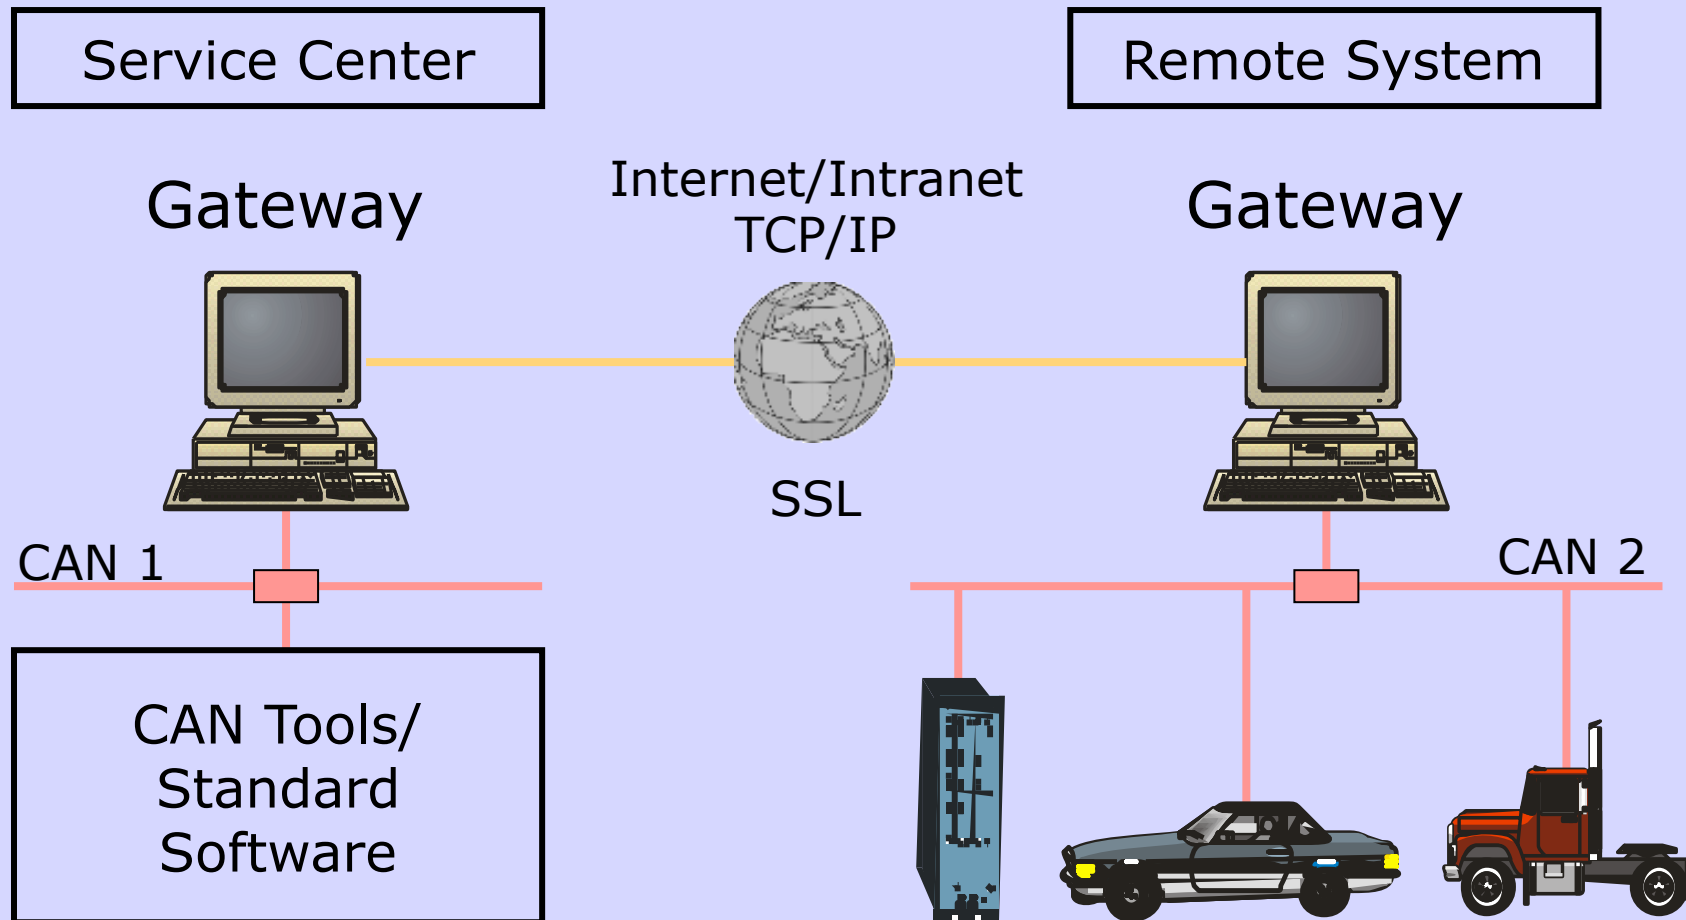 Service Center
Remote System
Gateway
Internet/Intranet
TCP/IP
Gateway
SSL
CAN 1
CAN 2
CAN Tools/
Standard
Software